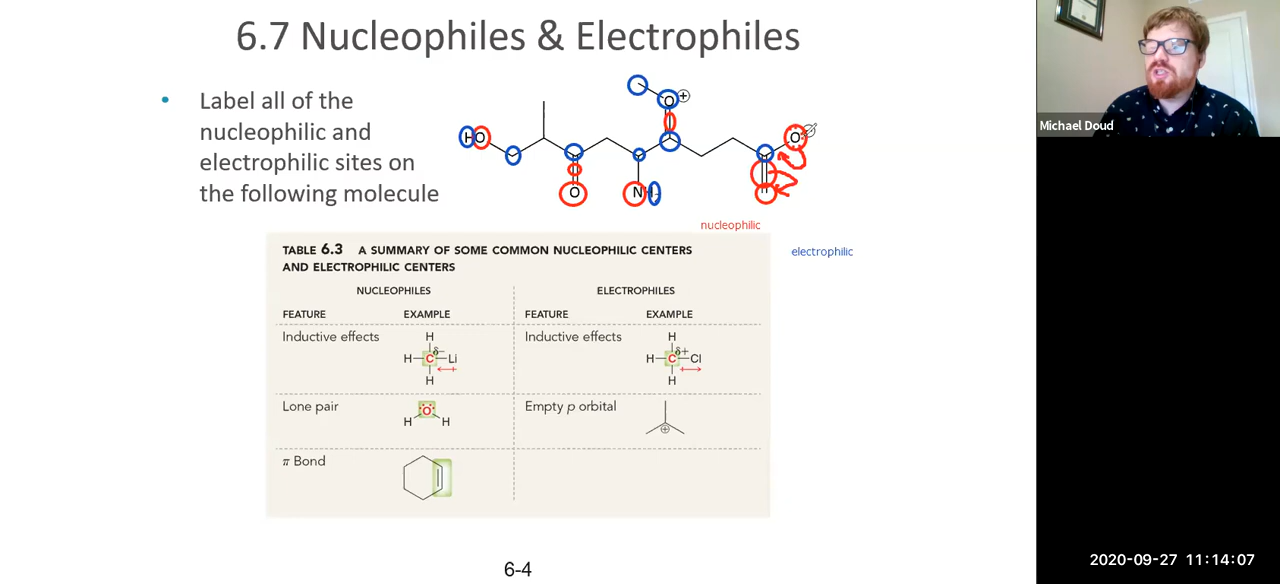 6.7 Nucleophiles & Electrophiles
• Label all of the
nucleophilic and
electrophilic sites on
the following molecule
HO
O
NH₂
O⊕
O
O
nucleophilic
electrophilic
TABLE 6.3 A SUMMARY OF SOME COMMON NUCLEOPHILIC CENTERS
AND ELECTROPHILIC CENTERS
NUCLEOPHILES ELECTROPHILES
FEATURE EXAMPLE FEATURE EXAMPLE
Inductive effects
H
δ−
H–C–Li
H
Inductive effects
H
δ+
H–C–Cl
H
Lone pair
O
H H
Empty p orbital
⊕
π Bond
6-4
Michael Doud
2020-09-27 11:14:07